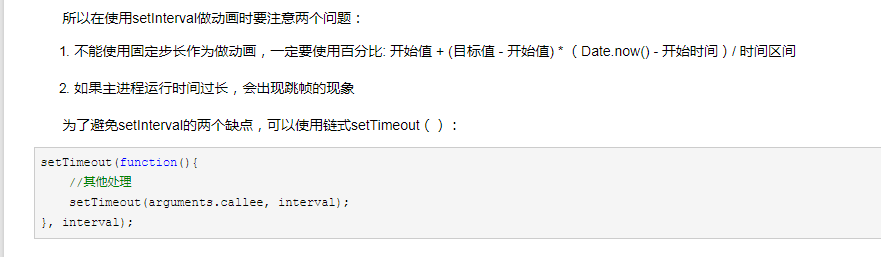 所以在使用setInterval做动画时要注意两个问题：
1. 不能使用固定步长作为做动画，一定要使用百分比: 开始值 + (目标值 - 开始值) * （Date.now() - 开始时间）/ 时间区间
2. 如果主进程运行时间过长，会出现跳帧的现象
为了避免setInterval的两个缺点，可以使用链式setTimeout（）：
setTimeout(function(){
    //其他处理
    setTimeout(arguments.callee, interval);
}, interval);